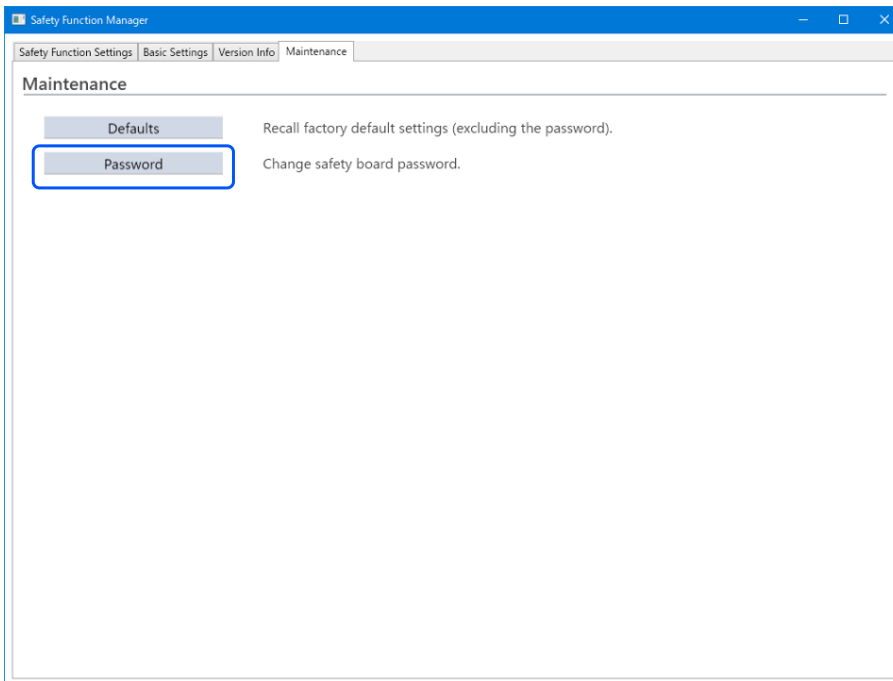 Safety Function Manager
Safety Function Settings Basic Settings Version Info Maintenance
Maintenance
Defaults Recall factory default settings (excluding the password).
Password Change safety board password.